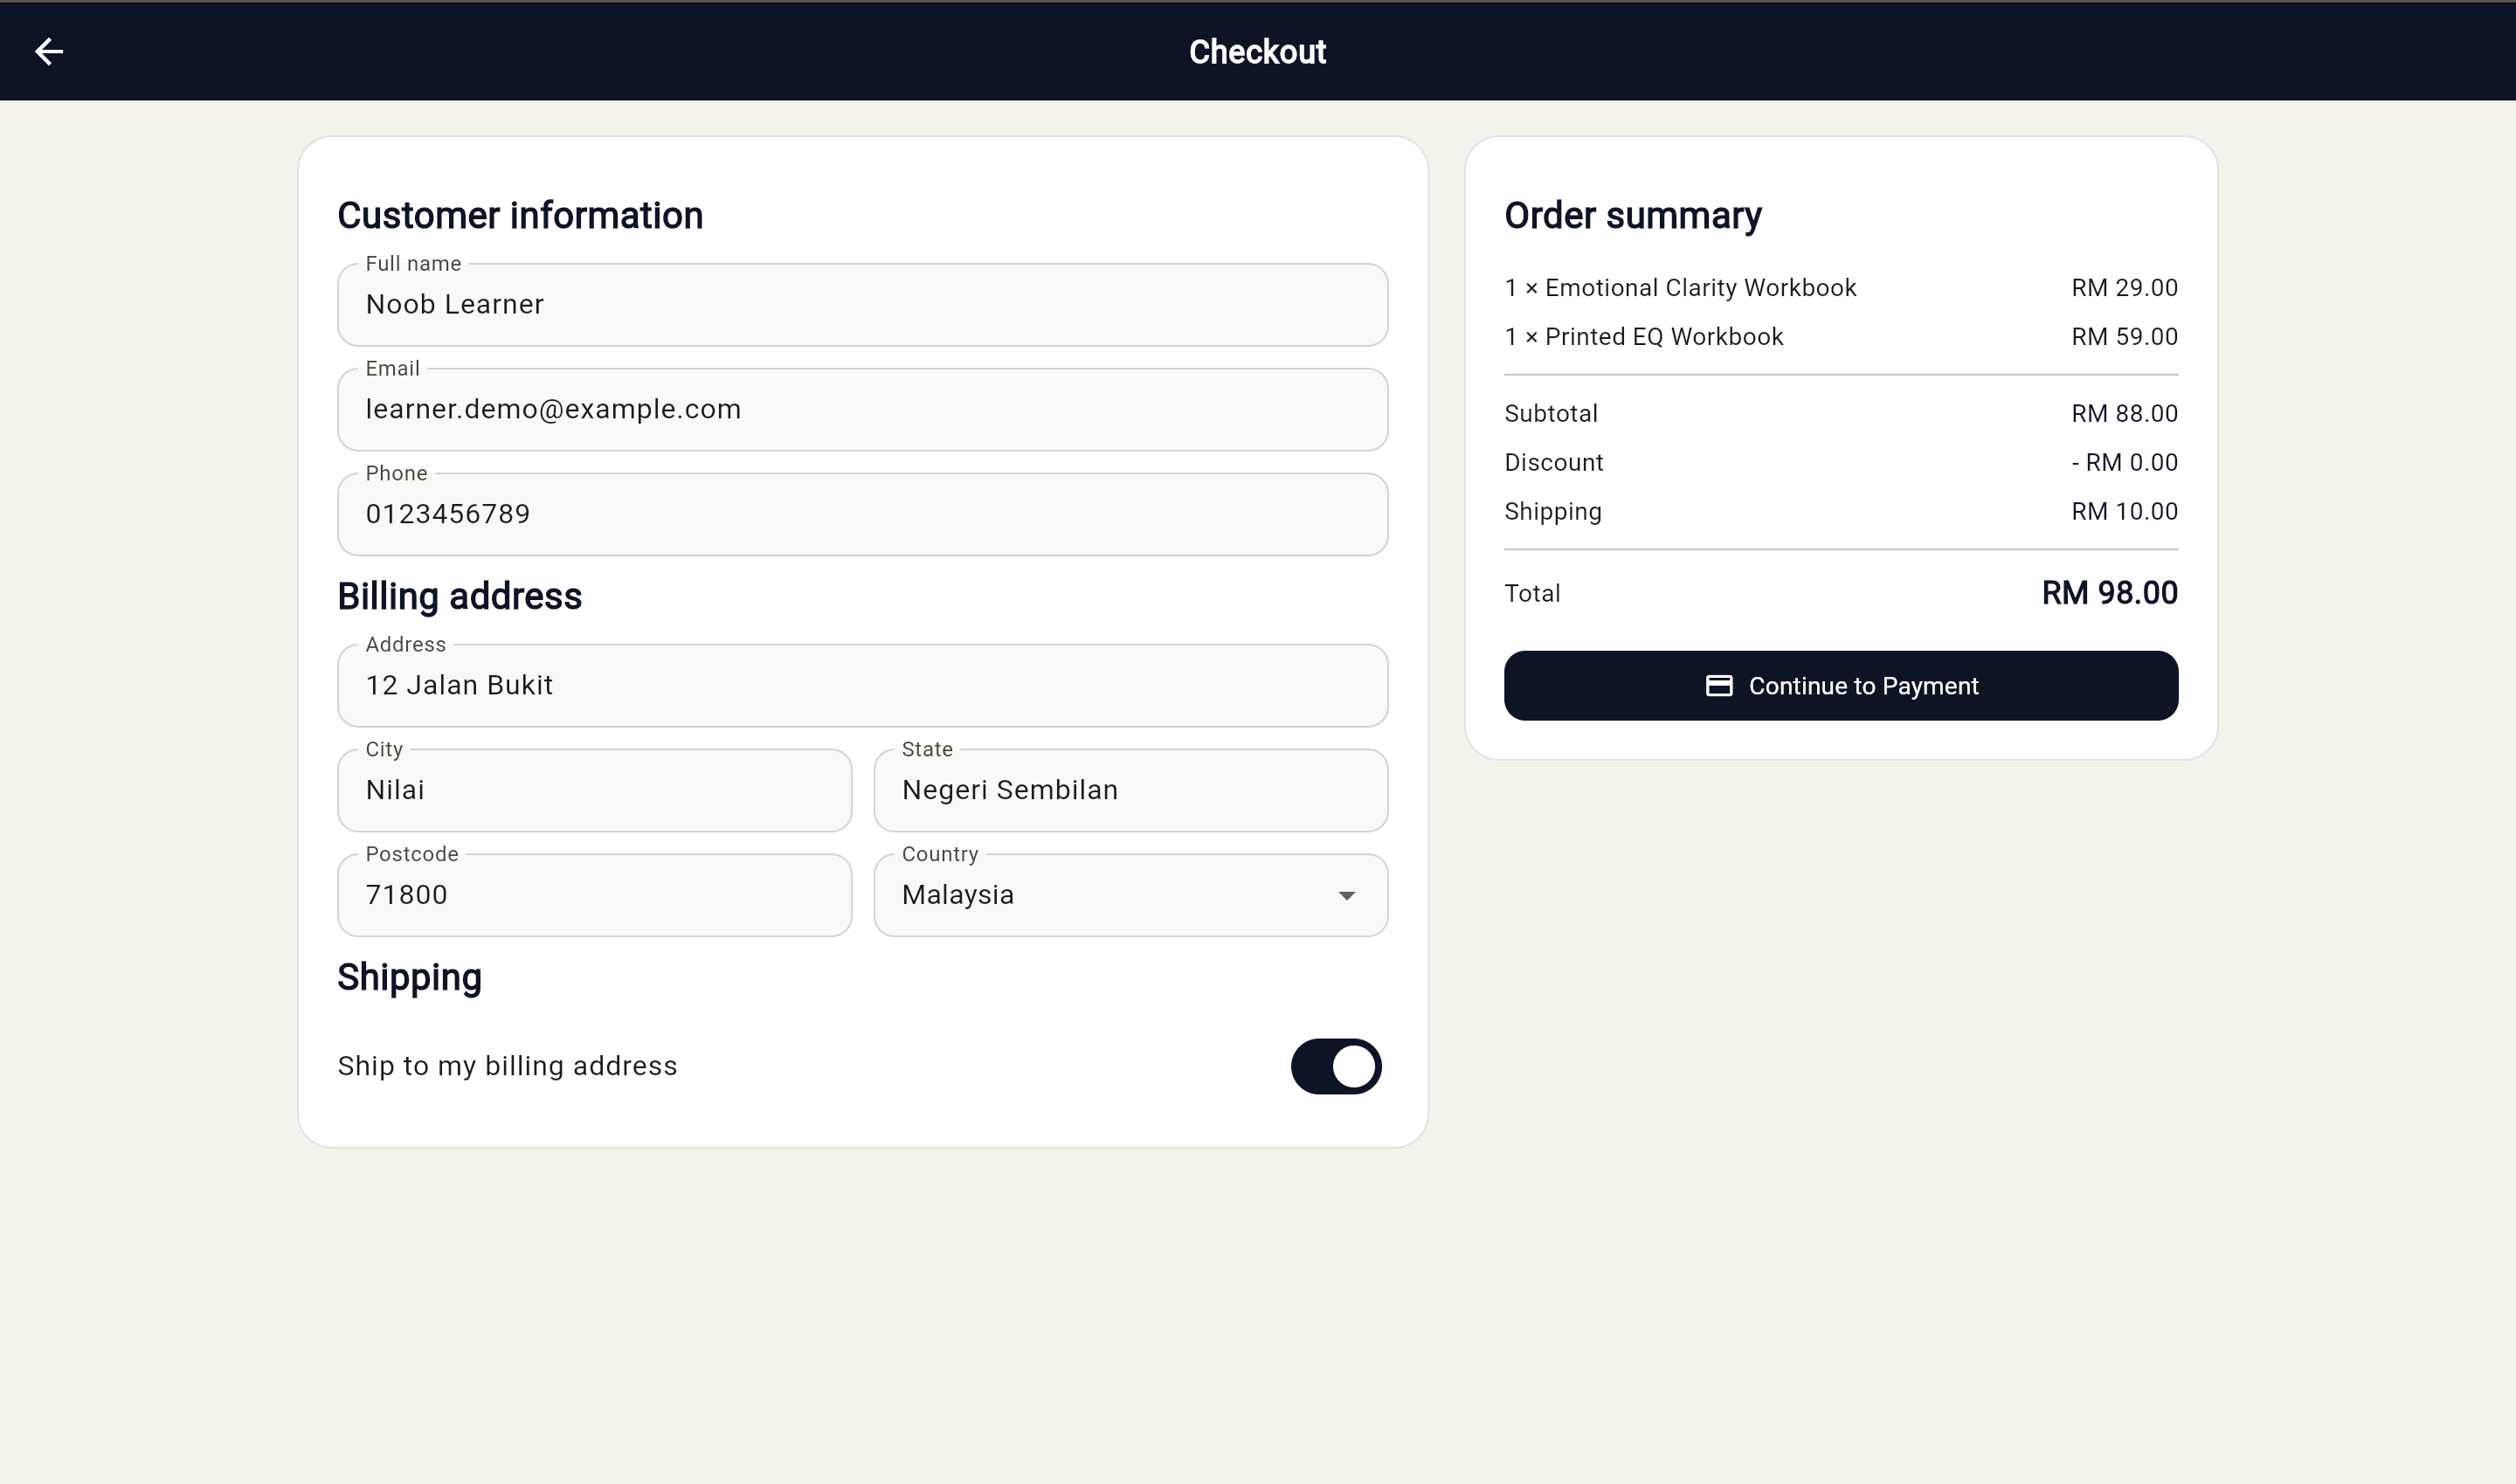 Checkout
Customer information
Full name
Noob Learner
Email
learner.demo@example.com
Phone
0123456789
Billing address
Address
12 Jalan Bukit
City
Nilai
State
Negeri Sembilan
Postcode
71800
Country
Malaysia
Shipping
Ship to my billing address
Order summary
1 × Emotional Clarity Workbook RM 29.00
1 × Printed EQ Workbook RM 59.00
Subtotal RM 88.00
Discount - RM 0.00
Shipping RM 10.00
Total RM 98.00
Continue to Payment